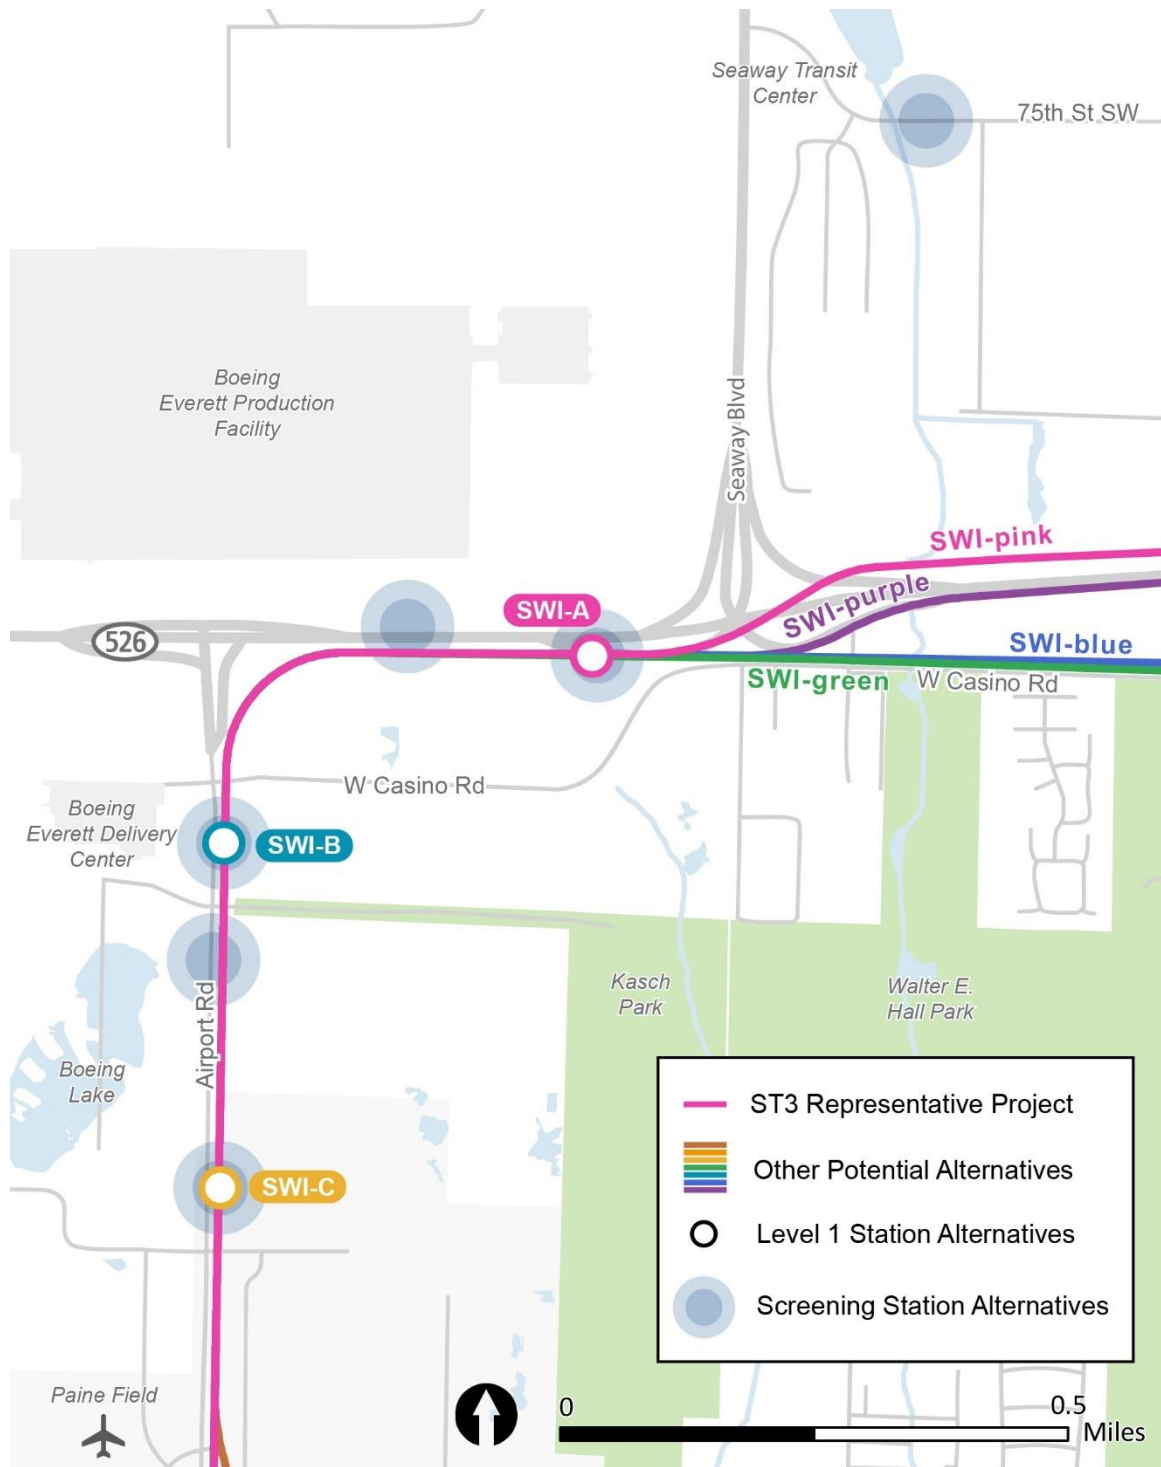 Seaway Transit
Center
75th St SW
Boeing
Everett Production
Facility
Seaway Blvd
SWI-pink
SWI-A
SWI-purple
526
SWI-blue
SWI-green
W Casino Rd
W Casino Rd
Boeing
Everett Delivery
Center
SWI-B
Kasch
Park
Walter E.
Hall Park
Airport Rd
Boeing
Lake
SWI-C
ST3 Representative Project
Other Potential Alternatives
Level 1 Station Alternatives
Screening Station Alternatives
Paine Field
0
0.5
Miles